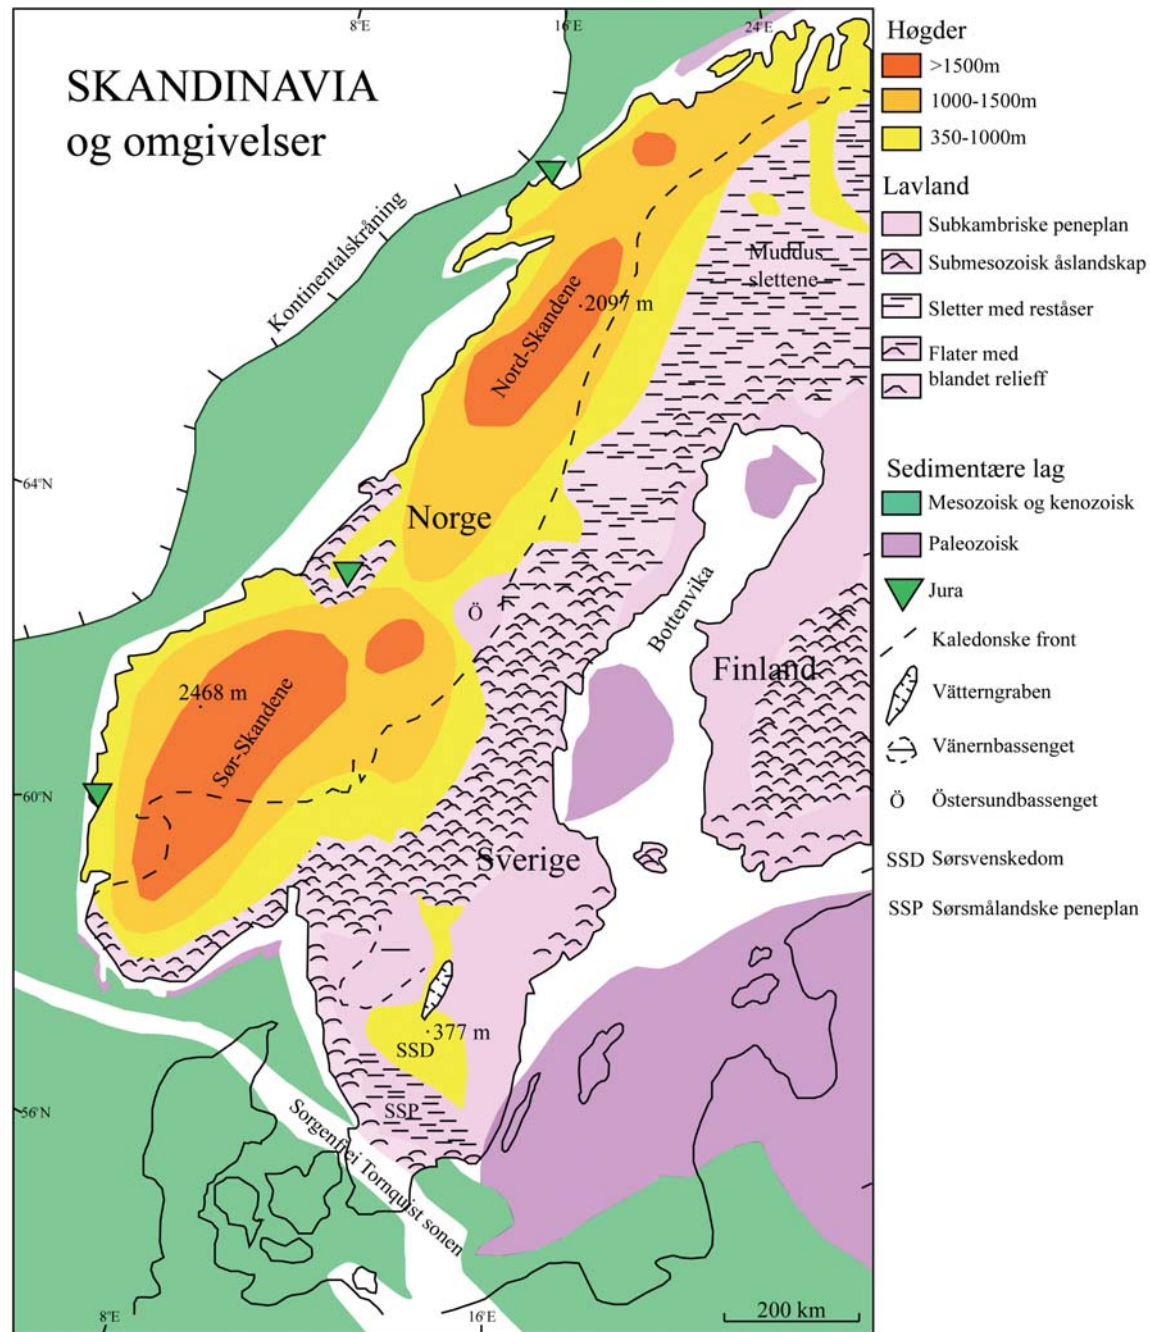 8°E
16°E
24°E
SKANDINAVIA
og omgivelser
Kontinentalskråning
Muddus
slettene
2097 m
Nord-Skandene
64°N
Norge
Bottenvika
Ö
Finland
2468 m
Sør-Skandene
60°N
Sverige
377 m
SSD
56°N
SSP
Sorgenfrei Tornquist sonen
8°E
16°E
200 km
Høgder
>1500m
1000-1500m
350-1000m
Lavland
Subkambriske peneplan
Submesozoisk åslandskap
Sletter med reståser
Flater med
blandet relieff
Sedimentære lag
Mesozoisk og kenozoisk
Paleozoisk
Jura
Kaledonske front
Vätterngraben
Vänernbassenget
Ö Östersundbassenget
SSD Sørsvenskedom
SSP Sørsmålandske peneplan